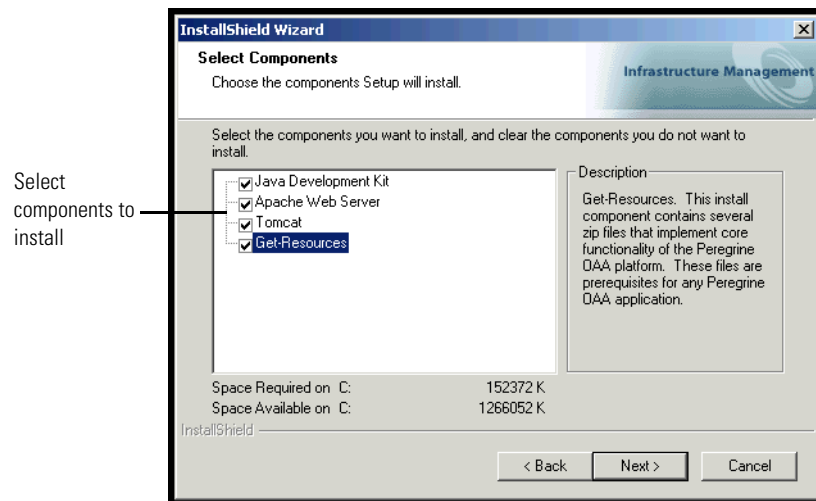 InstallShield Wizard
Select Components
Choose the components Setup will install.
Infrastructure Management
Select the components you want to install, and clear the components you do not want to
install.
Select
components to
install
Java Development Kit
Apache Web Server
Tomcat
Get-Resources
Description
Get-Resources. This install
component contains several
zip files that implement core
functionality of the Peregrine
OAA platform. These files are
prerequisites for any Peregrine
OAA application.
Space Required on C: 152372 K
Space Available on C: 1266052 K
InstallShield
< Back Next > Cancel